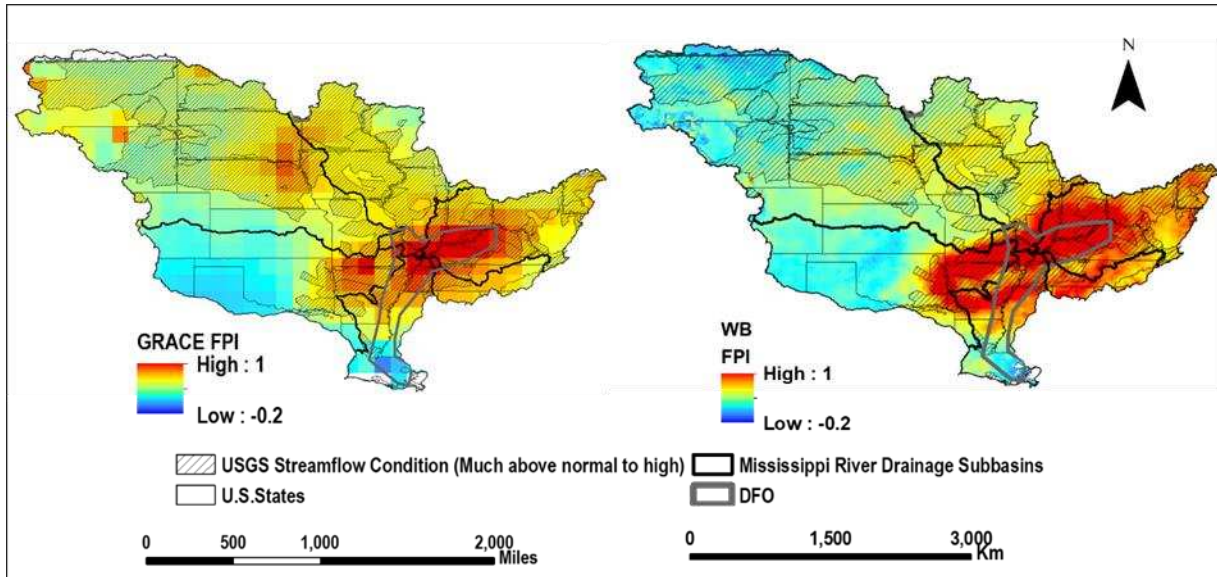 N
GRACE FPI
High : 1
Low : -0.2
WB
FPI
High : 1
Low : -0.2
USGS Streamflow Condition (Much above normal to high)
Mississippi River Drainage Subbasins
U.S.States
DFO
0 500 1,000 2,000
Miles
0 1,500 3,000
Km